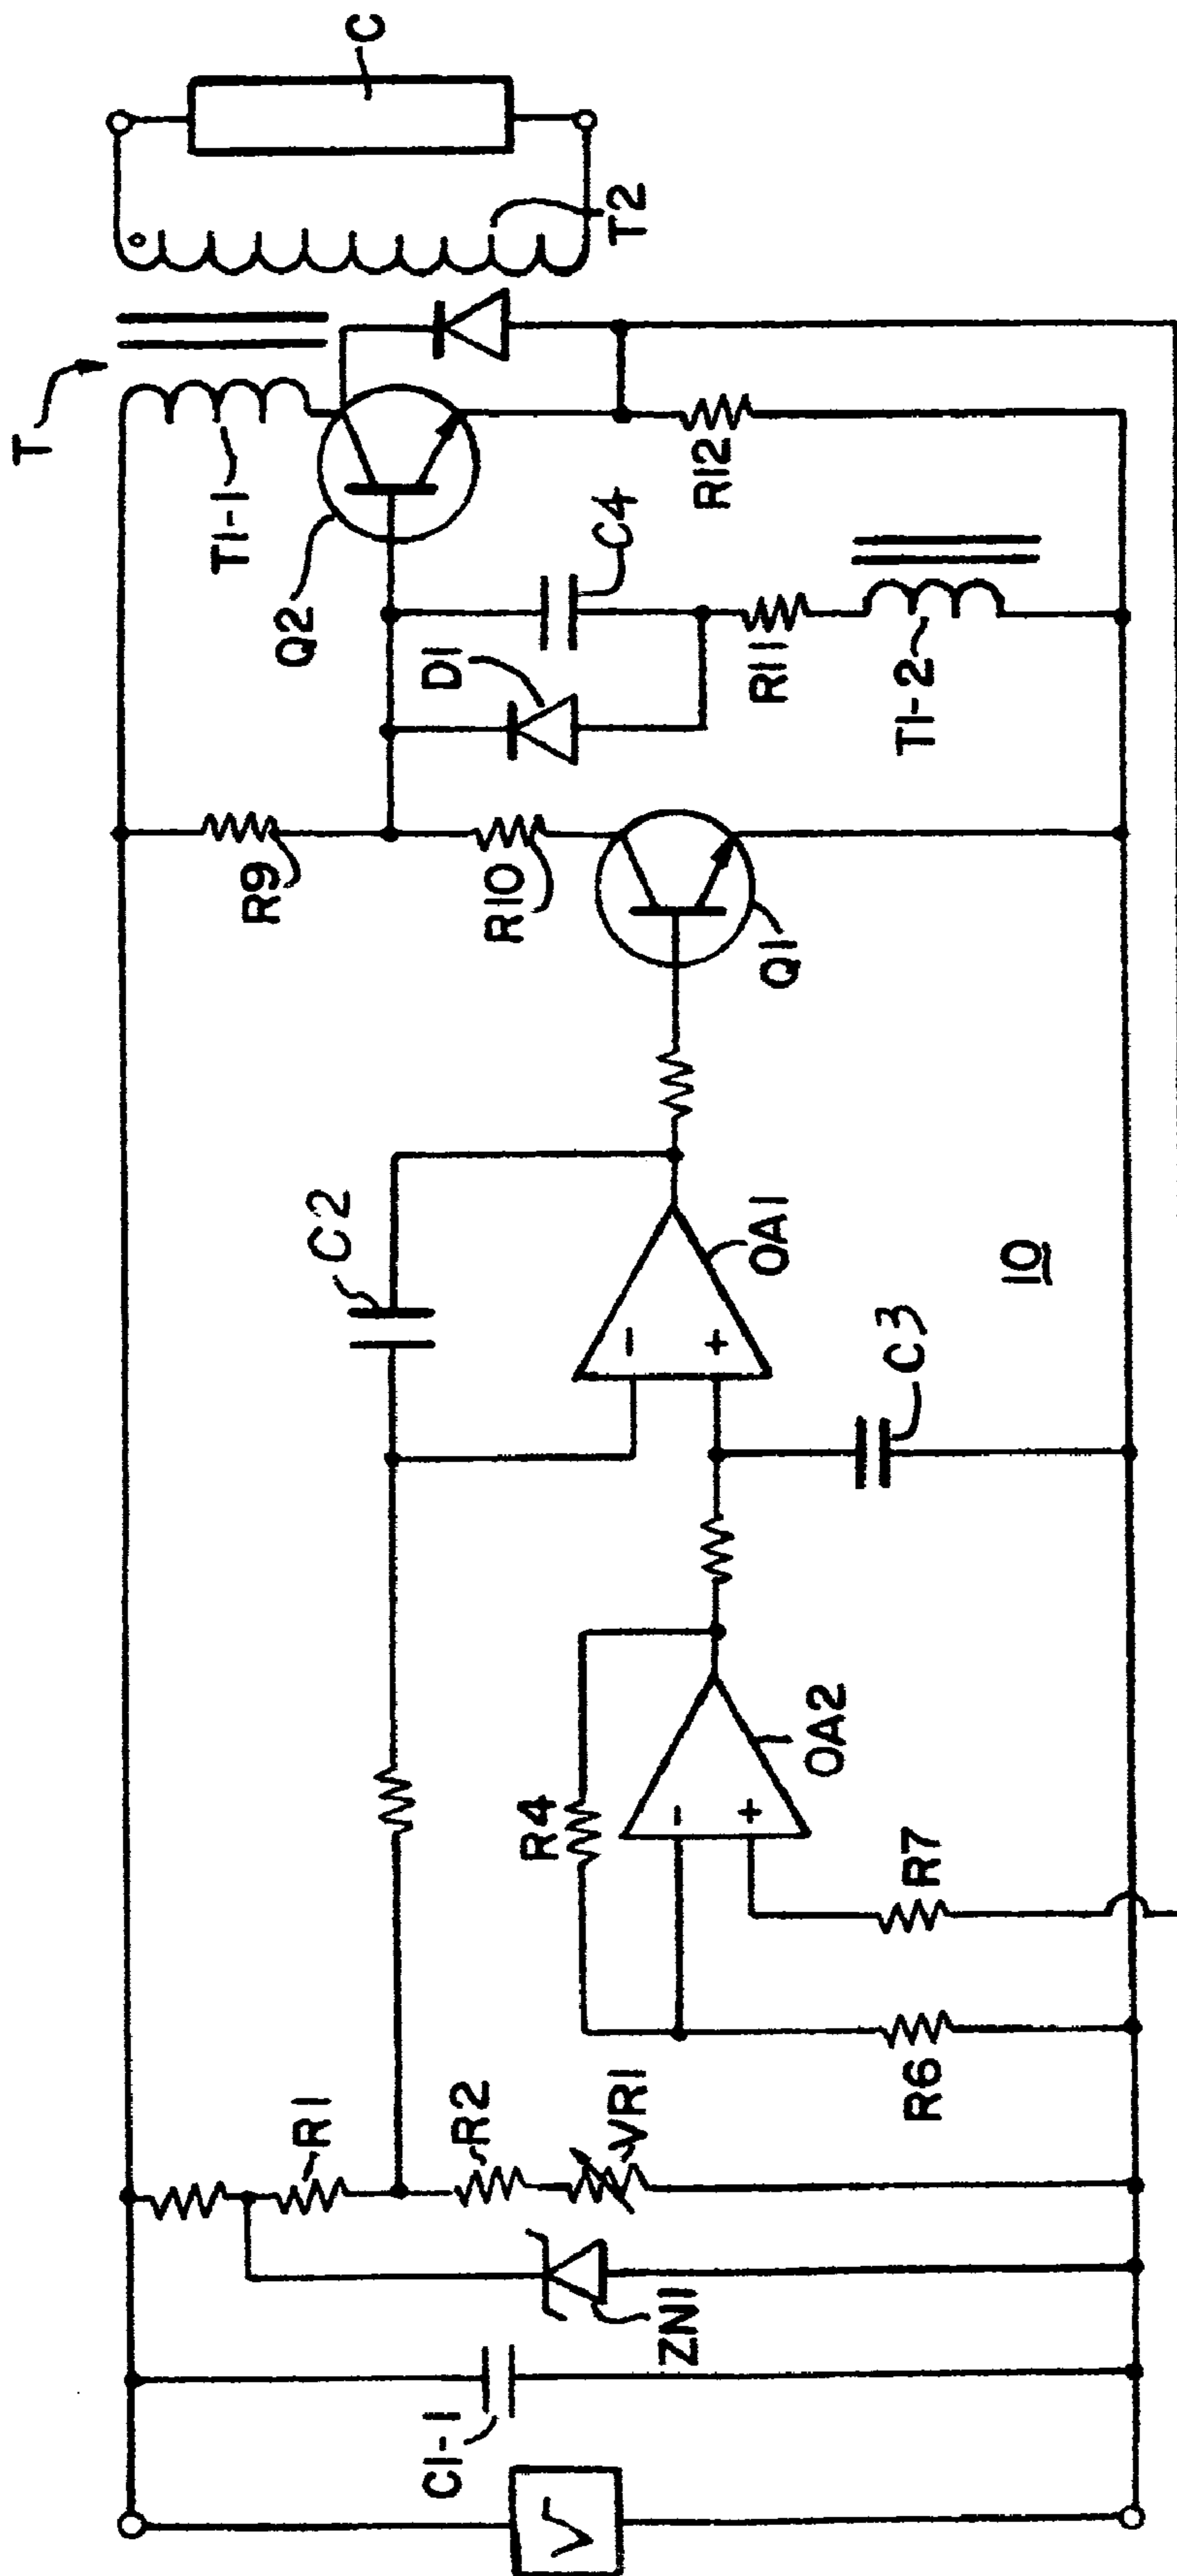 T
C
T2
T1-1
Q2
R12
C4
D1
R11
T1-2
R9
R10
Q1
C2
OA1
-
+
10
C3
R4
OA2
-
+
R7
R6
R1
R2
VR1
ZN1
C1-1
V